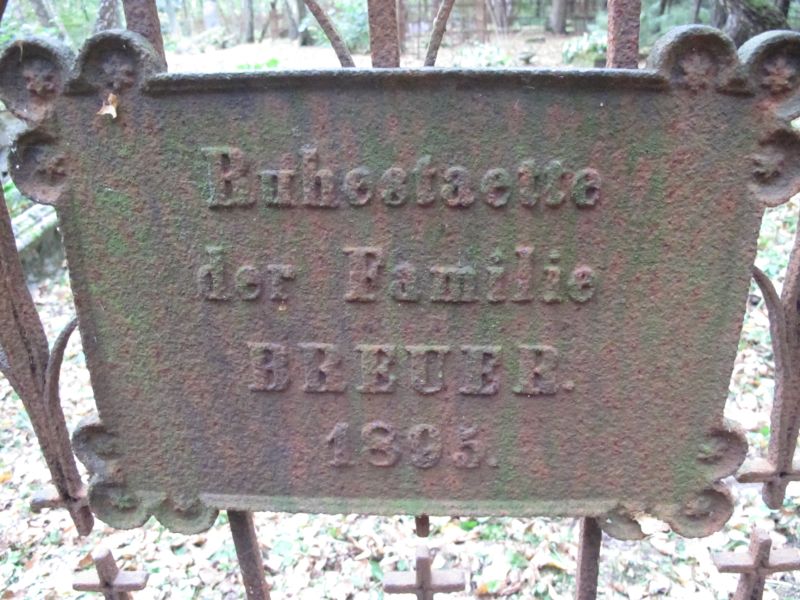 Ruhestaette
der Familie
BREUER.
1895.